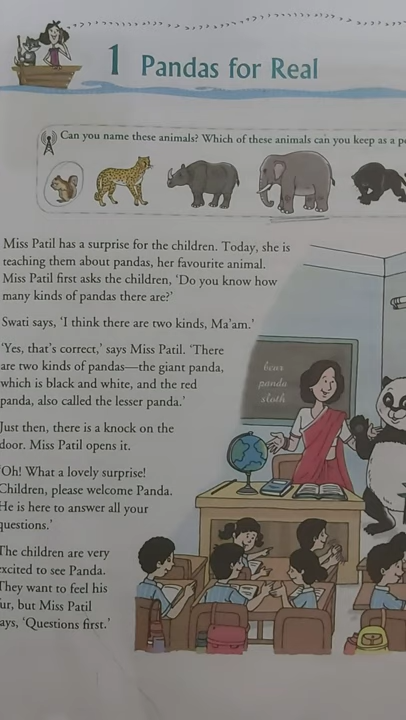 1 Pandas for Real
Can you name these animals? Which of these animals can you keep as a
Miss Patil has a surprise for the children. Today, she is
teaching them about pandas, her favourite animal.
Miss Patil first asks the children, ‘Do you know how
many kinds of pandas there are?’
Swati says, ‘I think there are two kinds, Ma’am.’
‘Yes, that’s correct,’ says Miss Patil. ‘There
are two kinds of pandas—the giant panda,
which is black and white, and the red
panda, also called the lesser panda.’
bear
panda
sloth
Just then, there is a knock on the
door. Miss Patil opens it.
‘Oh! What a lovely surprise!
Children, please welcome Panda.
He is here to answer all your
questions.’
The children are very
excited to see Panda.
They want to feel his
fur, but Miss Patil
says, ‘Questions first.’